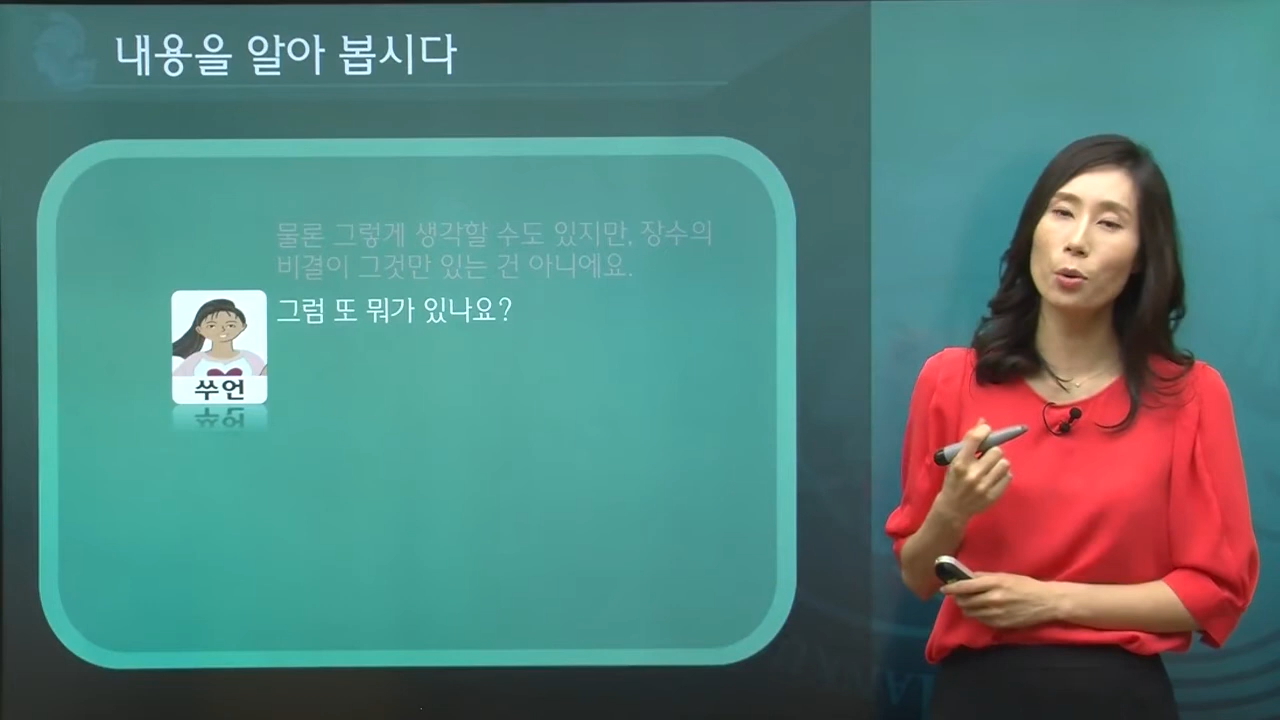 내용을 알아 봅시다
물론 그렇게 생각할 수도 있지만, 장수의
비결이 그것만 있는 건 아니에요.
그럼 또 뭐가 있나요?
쑤언